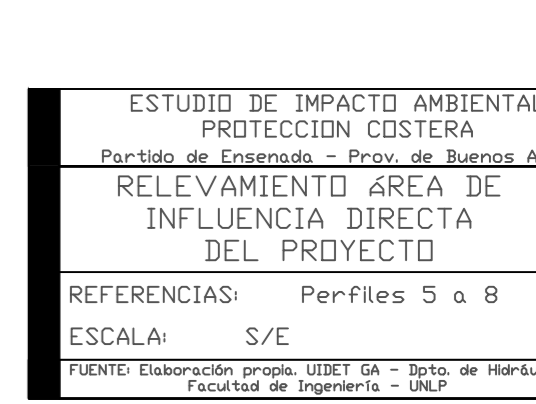 ESTUDIO DE IMPACTO AMBIENTAL
PROTECCION COSTERA
Partido de Ensenada - Prov. de Buenos A
RELEVAMIENTO áREA DE
INFLUENCIA DIRECTA
DEL PROYECTO
REFERENCIAS: Perfiles 5 a 8
ESCALA: S/E
FUENTE: Elaboración propia. UIDET GA - Dpto. de Hidráu
Facultad de Ingeniería - UNLP